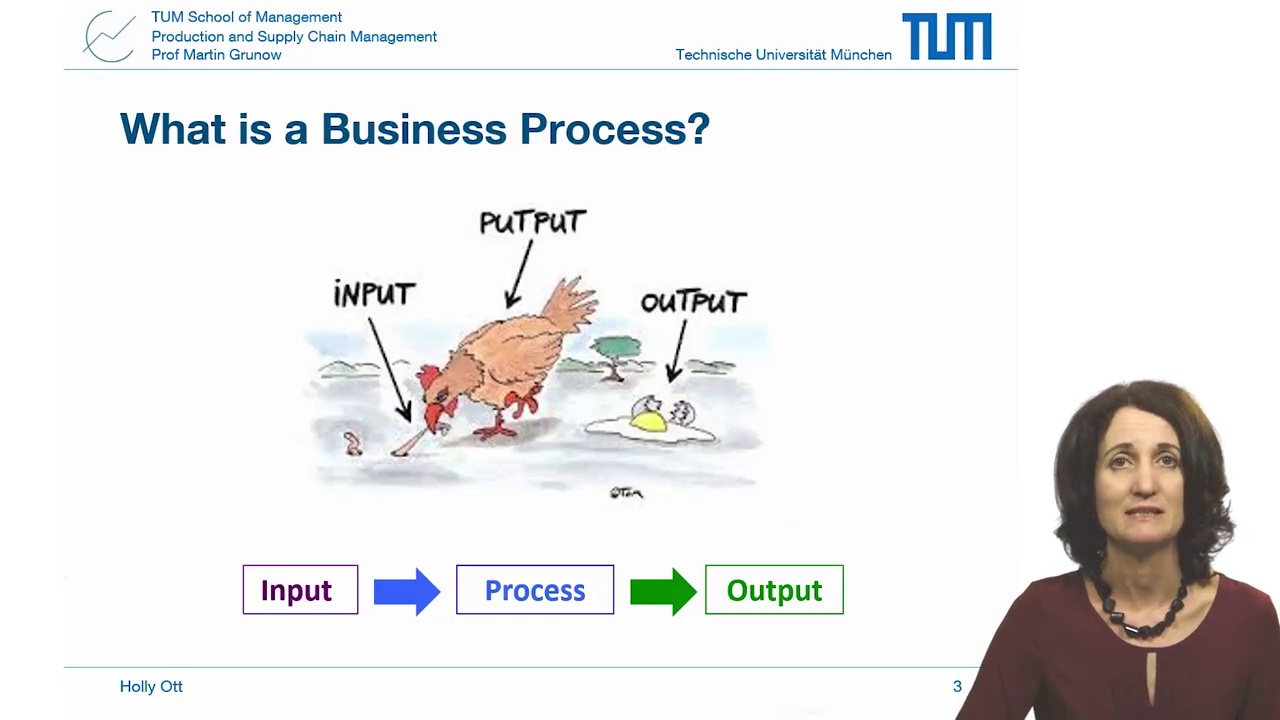 TUM School of Management
Production and Supply Chain Management
Prof Martin Grunow
Technische Universität München
TUM
What is a Business Process?
PUTPUT
iNPUT
OUTPUT
©Tom
Input
Process
Output
Holly Ott
3